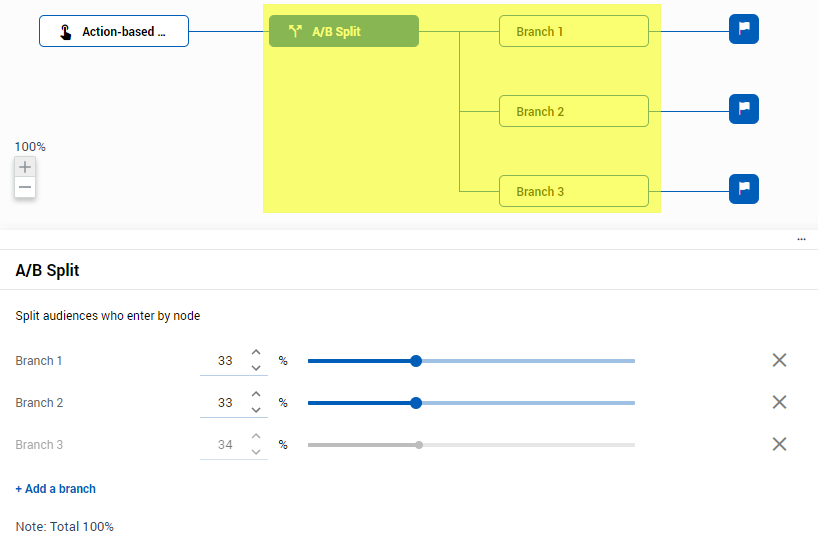 Action-based ...
A/B Split
Branch 1
Branch 2
100%
Branch 3
...
A/B Split
Split audiences who enter by node
Branch 1 33 %
Branch 2 33 %
Branch 3 34 %
+ Add a branch
Note: Total 100%